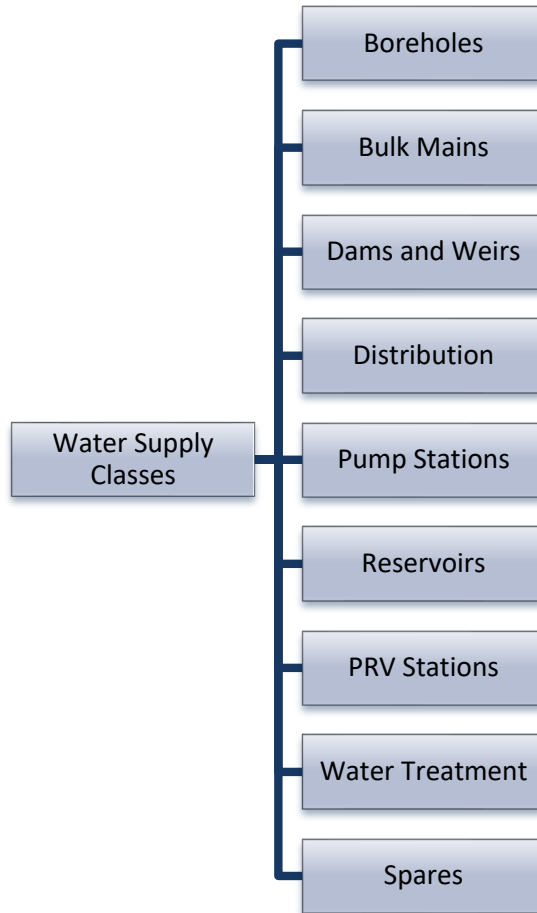 Boreholes
Bulk Mains
Dams and Weirs
Distribution
Water Supply
Classes
Pump Stations
Reservoirs
PRV Stations
Water Treatment
Spares